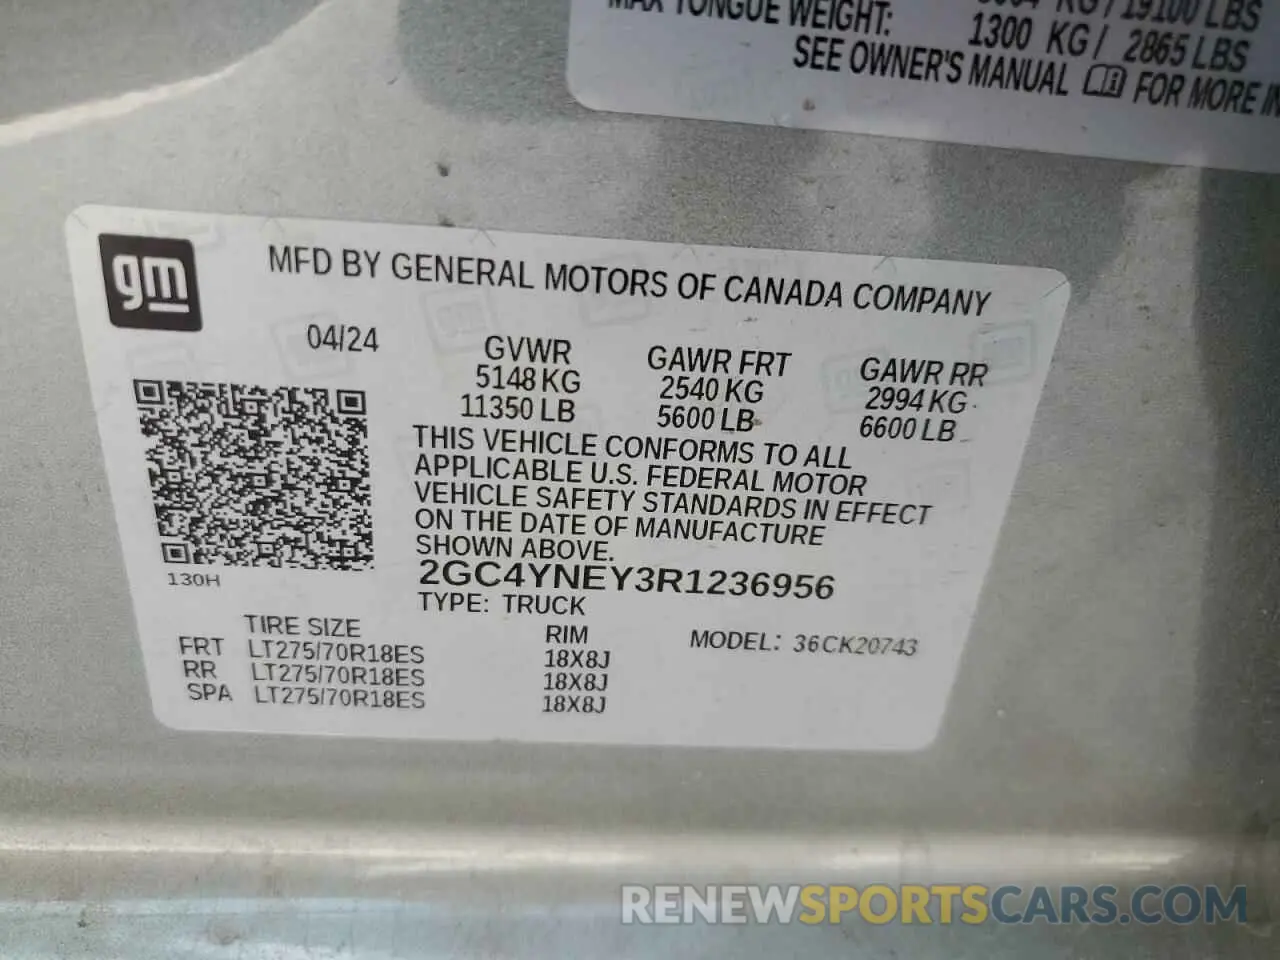 KG / 19100 LBS
MAX TONGUE WEIGHT: 1300 KG / 2865 LBS
SEE OWNER'S MANUAL FOR MORE
gm
MFD BY GENERAL MOTORS OF CANADA COMPANY
04/24
GVWR GAWR FRT GAWR RR
5148 KG 2540 KG 2994 KG
11350 LB 5600 LB 6600 LB
THIS VEHICLE CONFORMS TO ALL
APPLICABLE U.S. FEDERAL MOTOR
VEHICLE SAFETY STANDARDS IN EFFECT
ON THE DATE OF MANUFACTURE
SHOWN ABOVE.
130H
2GC4YNEY3R1236956
TYPE: TRUCK
TIRE SIZE RIM MODEL: 36CK20743
FRT LT275/70R18ES 18X8J
RR LT275/70R18ES 18X8J
SPA LT275/70R18ES 18X8J
RENEWSPORTSCARS.COM